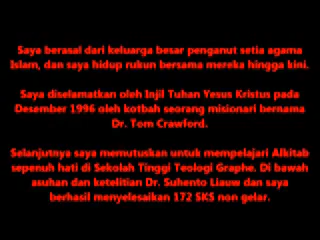 Saya berasal dari keluarga besar penganut setia agama
Islam, dan saya hidup rukun bersama mereka hingga kini.
Saya diselamatkan oleh Injil Tuhan Yesus Kristus pada
Desember 1996 oleh kotbah seorang misionari bernama
Dr. Tom Crawford.
Selanjutnya saya memutuskan untuk mempelajari Alkitab
sepenuh hati di Sekolah Tinggi Teologi Graphe. Di bawah
asuhan dan ketelitian Dr. Suhento Liauw dan saya
berhasil menyelesaikan 172 SKS non gelar.